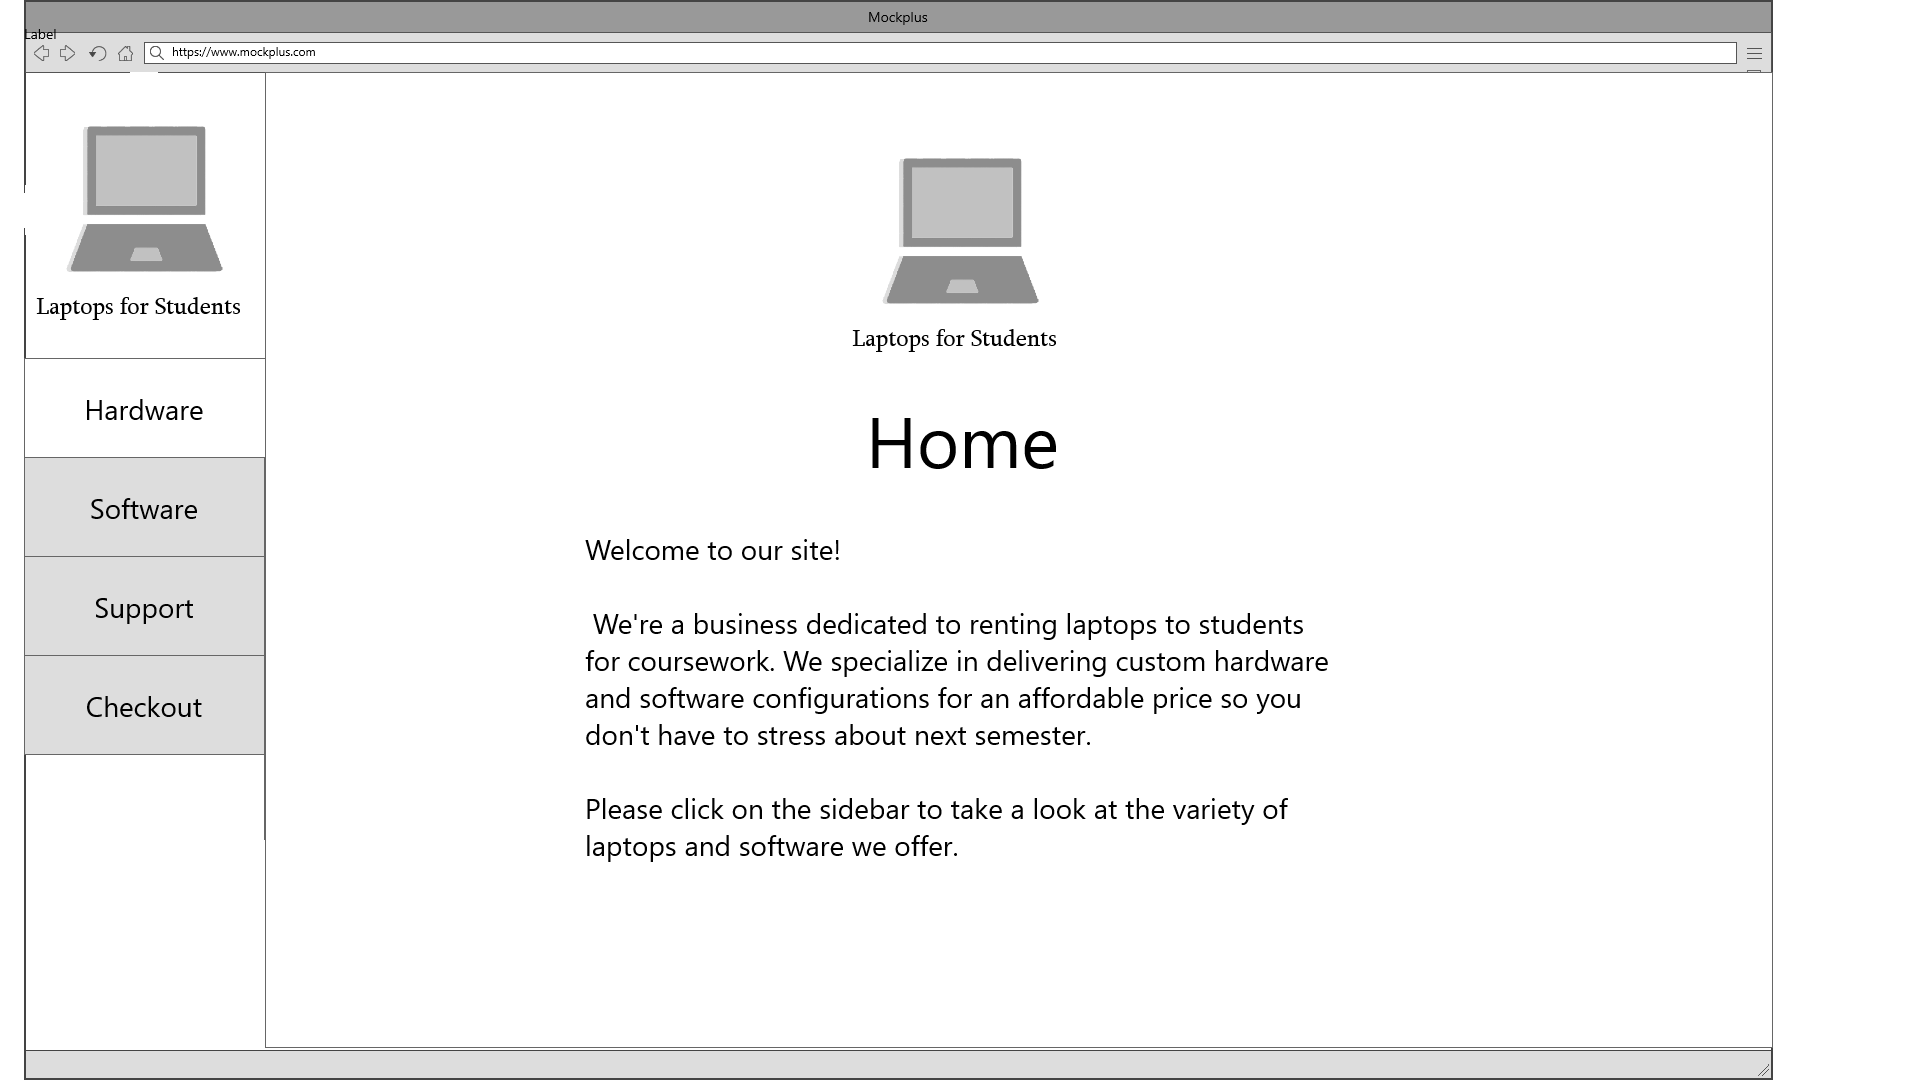 Mockplus
Label
https://www.mockplus.com
Laptops for Students
Hardware
Software
Support
Checkout
Laptops for Students
Home
Welcome to our site!
We're a business dedicated to renting laptops to students
for coursework. We specialize in delivering custom hardware
and software configurations for an affordable price so you
don't have to stress about next semester.
Please click on the sidebar to take a look at the variety of
laptops and software we offer.